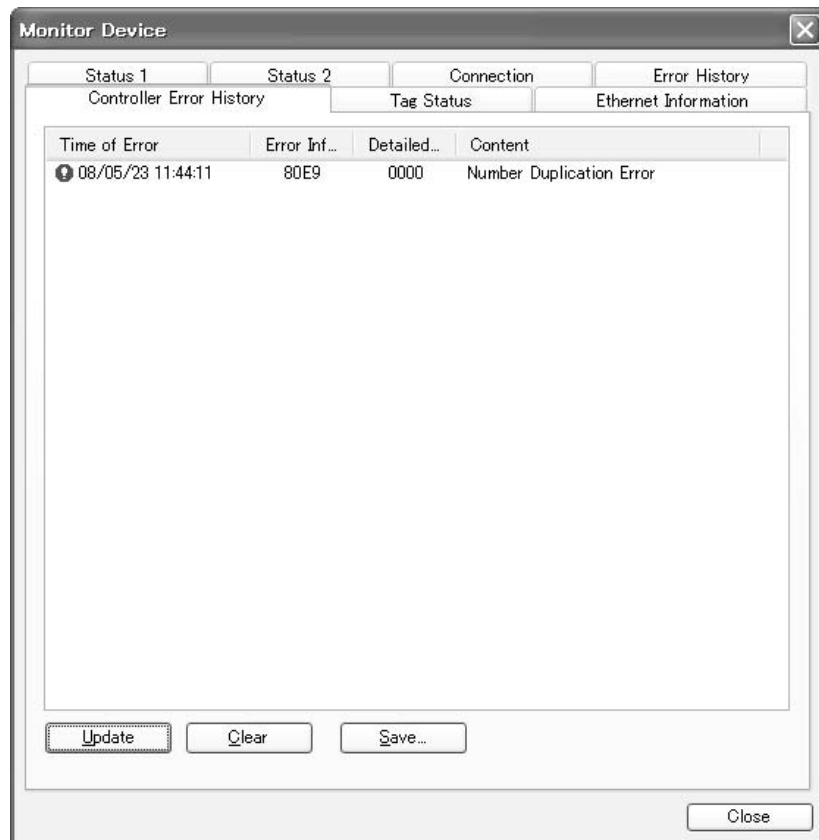 Monitor Device
Status 1 Status 2 Connection Error History
Controller Error History Tag Status Ethernet Information
Time of Error Error Inf... Detailed... Content
08/05/23 11:44:11 80E9 0000 Number Duplication Error
Update Clear Save...
Close